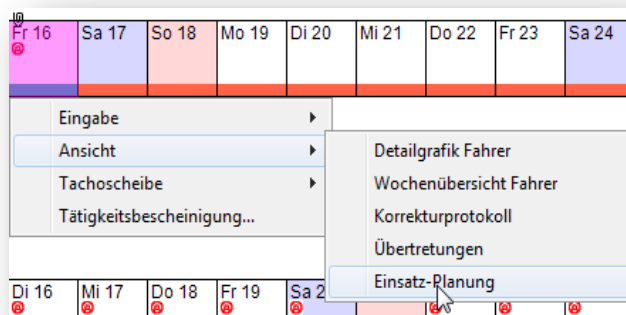 Fr 16 Sa 17 So 18 Mo 19 Di 20 Mi 21 Do 22 Fr 23 Sa 24
Eingabe
Ansicht
Tachoscheibe
Tätigkeitsbescheinigung...
Detailgrafik Fahrer
Wochenübersicht Fahrer
Korrekturprotokoll
Übertretungen
Einsatz-Planung
Di 16 Mi 17 Do 18 Fr 19 Sa 2